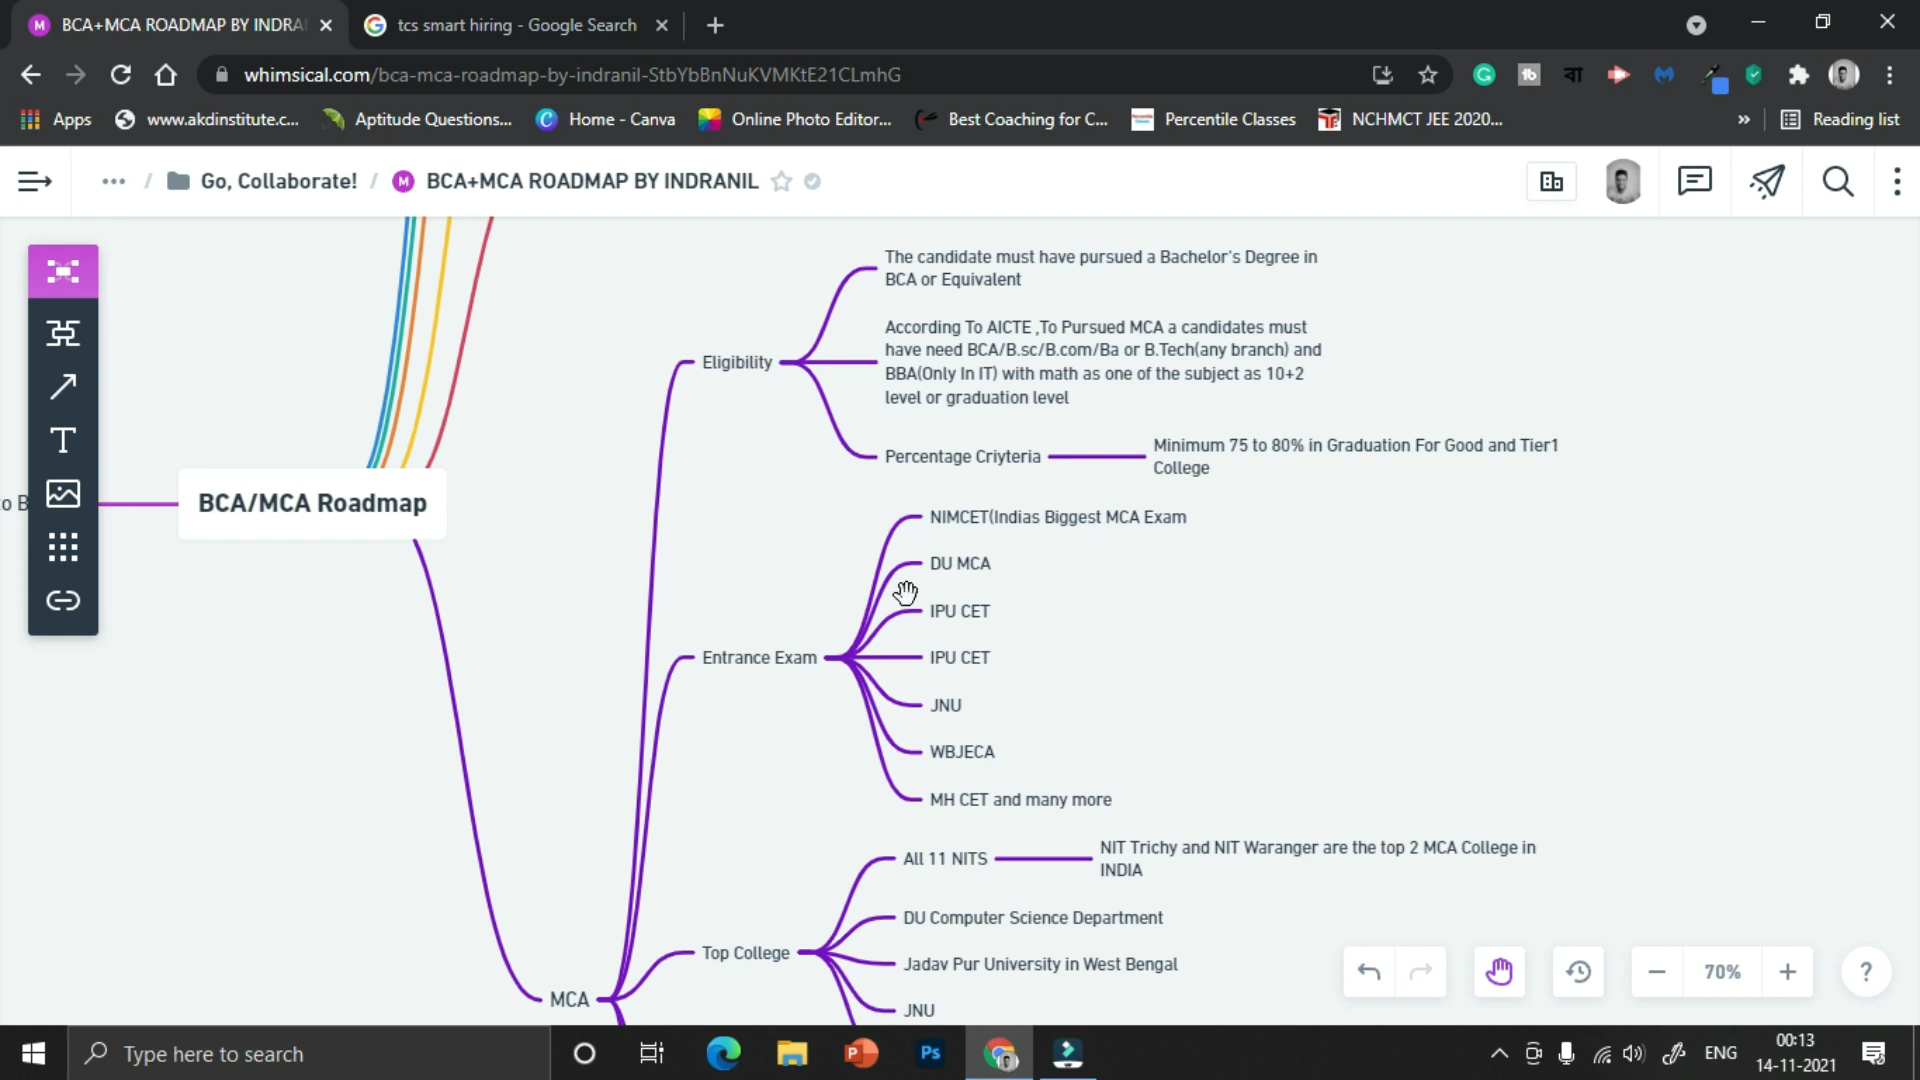 BCA+MCA ROADMAP BY INDRA
tcs smart hiring - Google Search
whimsical.com/bca-mca-roadmap-by-indranil-StbYbBnNuKVMKtE21CLmhG
Apps
www.akdinstitute.c...
Aptitude Questions...
Home - Canva
Online Photo Editor...
Best Coaching for C...
Percentile Classes
NCHMCT JEE 2020...
»
Reading list
... / Go, Collaborate! / M BCA+MCA ROADMAP BY INDRANIL
The candidate must have pursued a Bachelor's Degree in
BCA or Equivalent
According To AICTE ,To Pursued MCA a candidates must
have need BCA/B.sc/B.com/Ba or B.Tech(any branch) and
BBA(Only In IT) with math as one of the subject as 10+2
level or graduation level
Eligibility
Percentage Criyteria
Minimum 75 to 80% in Graduation For Good and Tier1
College
to B
BCA/MCA Roadmap
NIMCET(Indias Biggest MCA Exam
DU MCA
IPU CET
Entrance Exam
IPU CET
JNU
WBJECA
MH CET and many more
All 11 NITS
NIT Trichy and NIT Waranger are the top 2 MCA College in
INDIA
DU Computer Science Department
Top College
Jadav Pur University in West Bengal
JNU
MCA
70%
?
Type here to search
ENG
00:13
14-11-2021